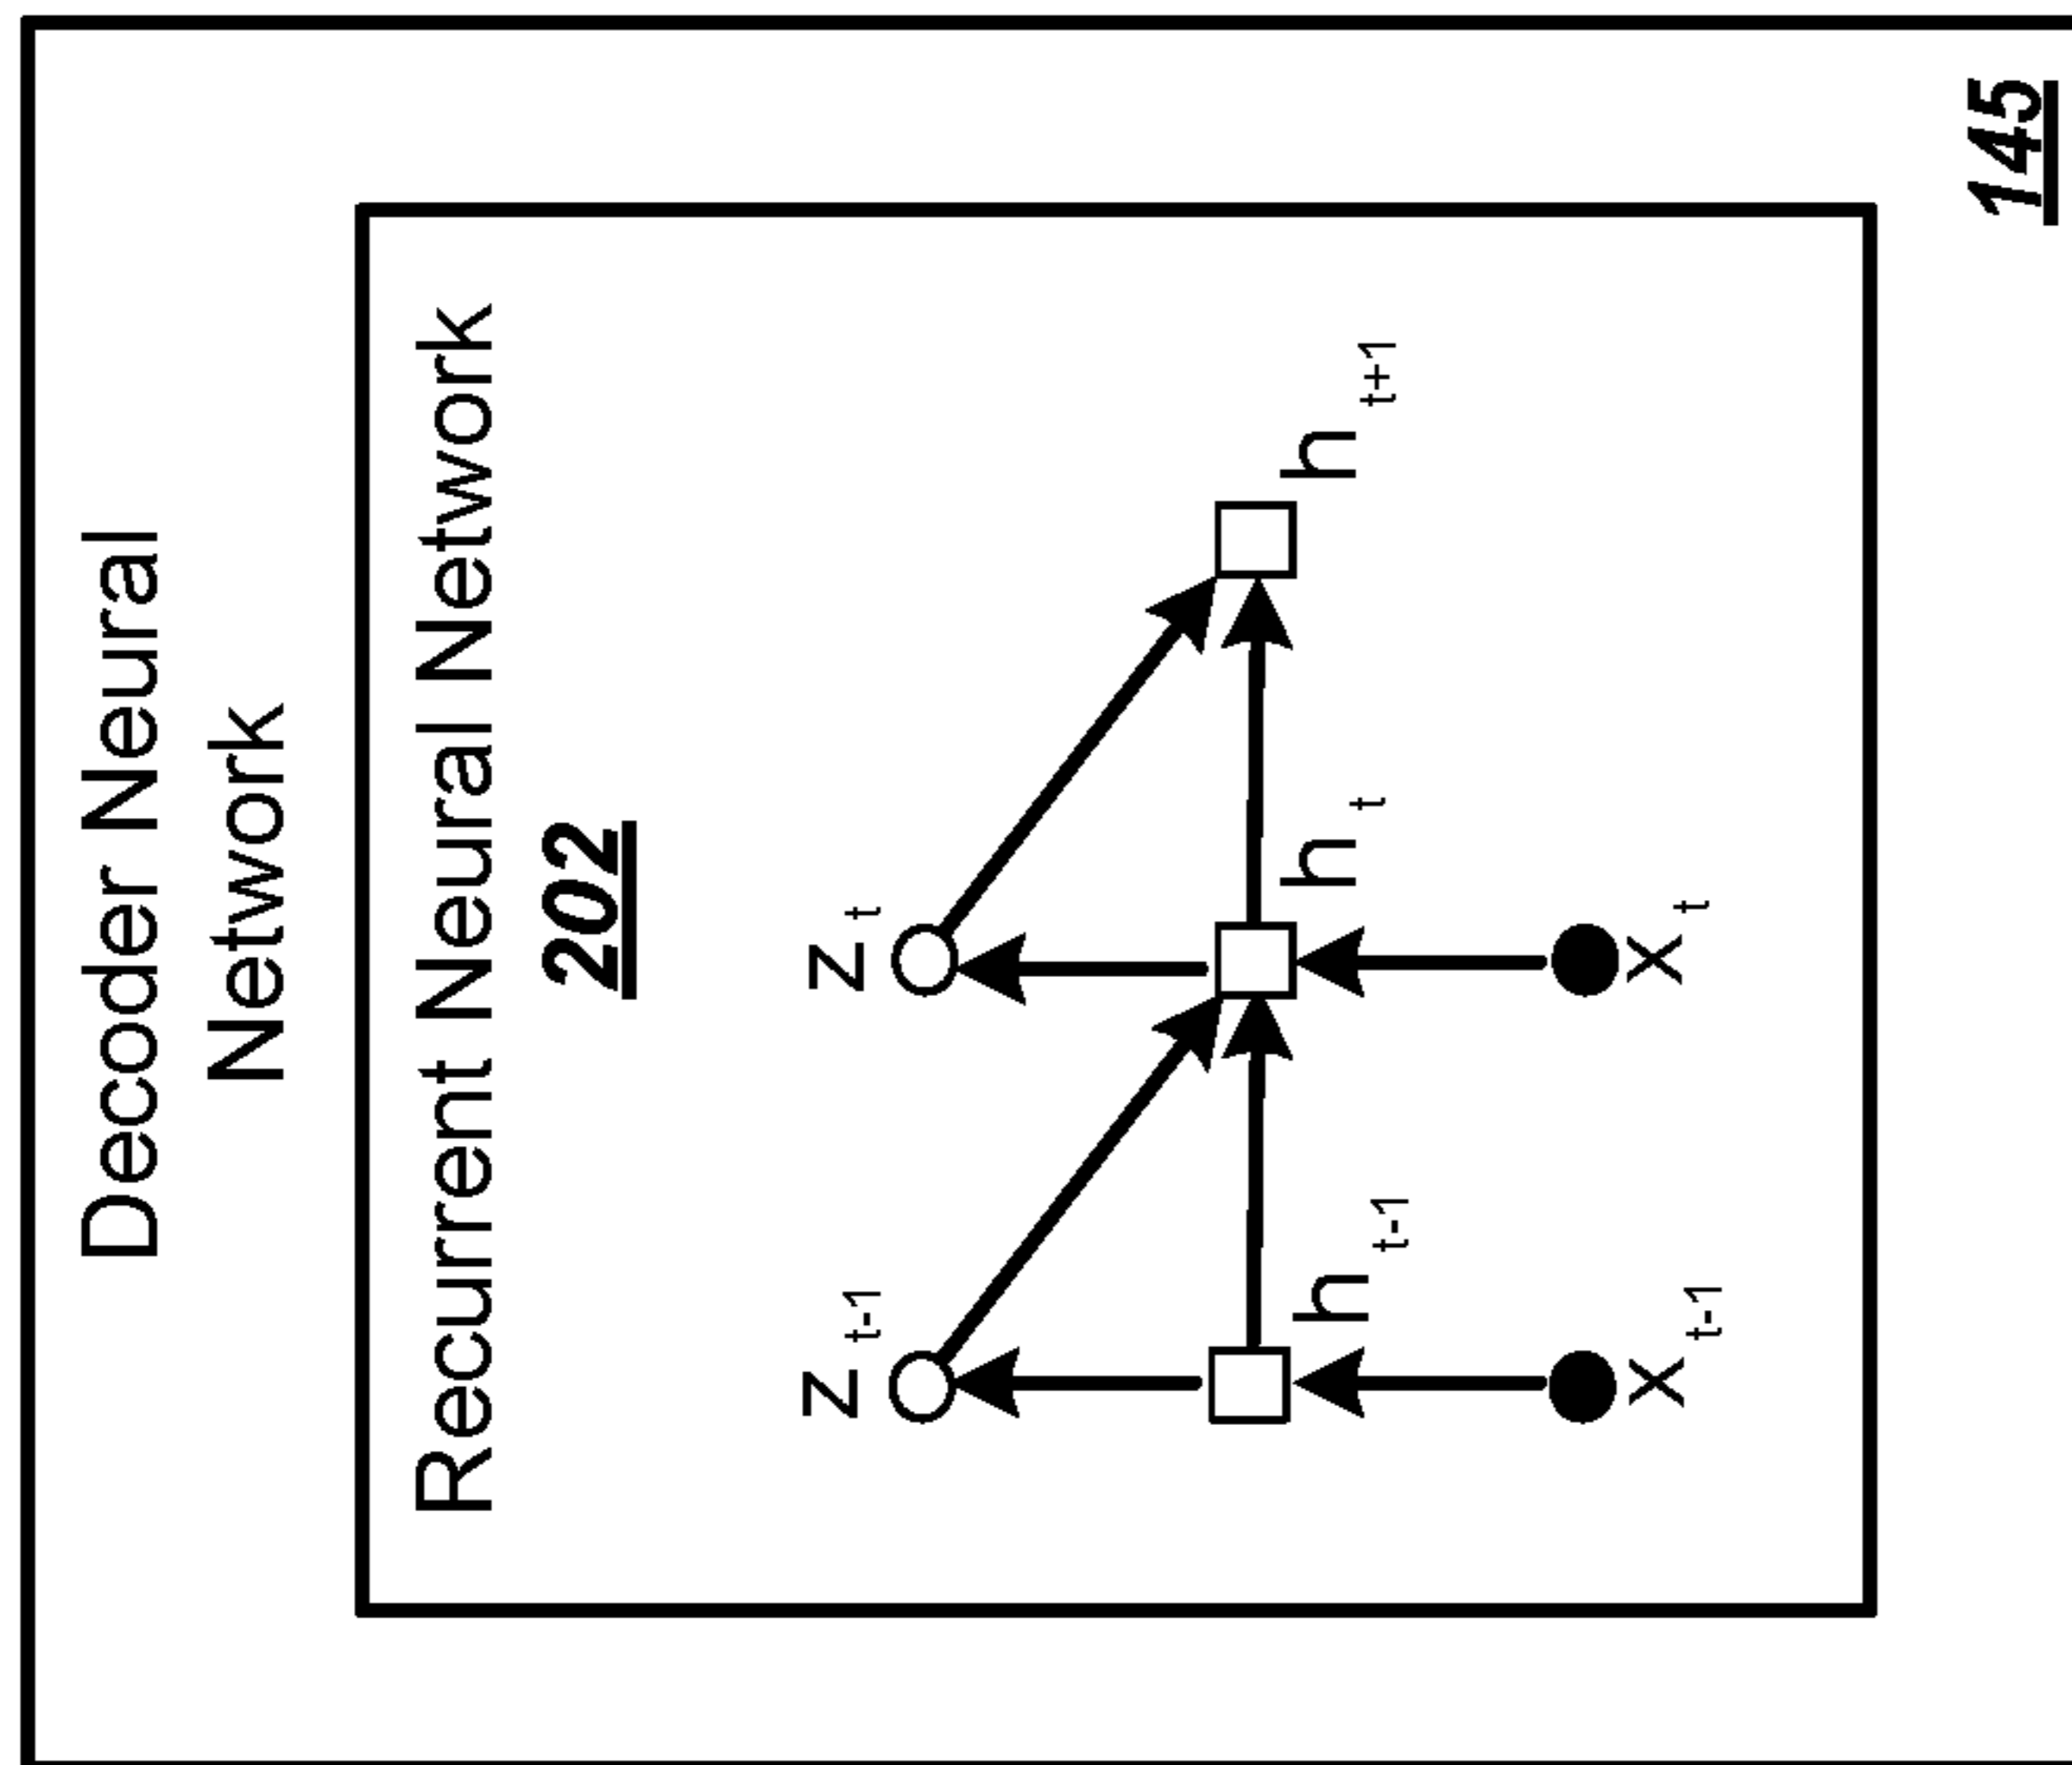 Decoder Neural
Network
Recurrent Neural Network
202
z t-1
z t
h t-1
h t
h t+1
x t-1
x t
145